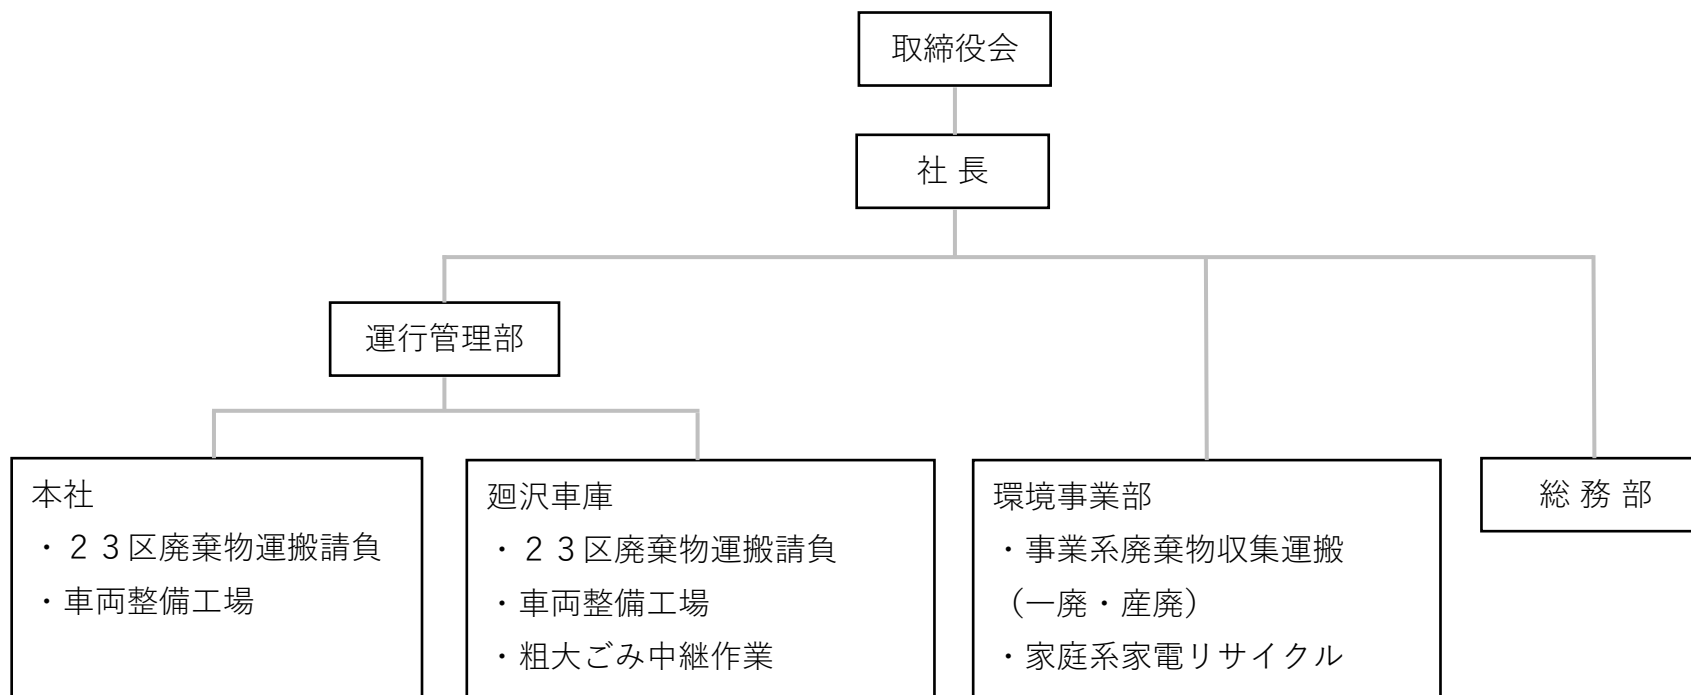 取締役会
社 長
運行管理部
本社
・２３区廃棄物運搬請負
・車両整備工場
廻沢車庫
・２３区廃棄物運搬請負
・車両整備工場
・粗大ごみ中継作業
環境事業部
・事業系廃棄物収集運搬
（一廃・産廃）
・家庭系家電リサイクル
総 務 部